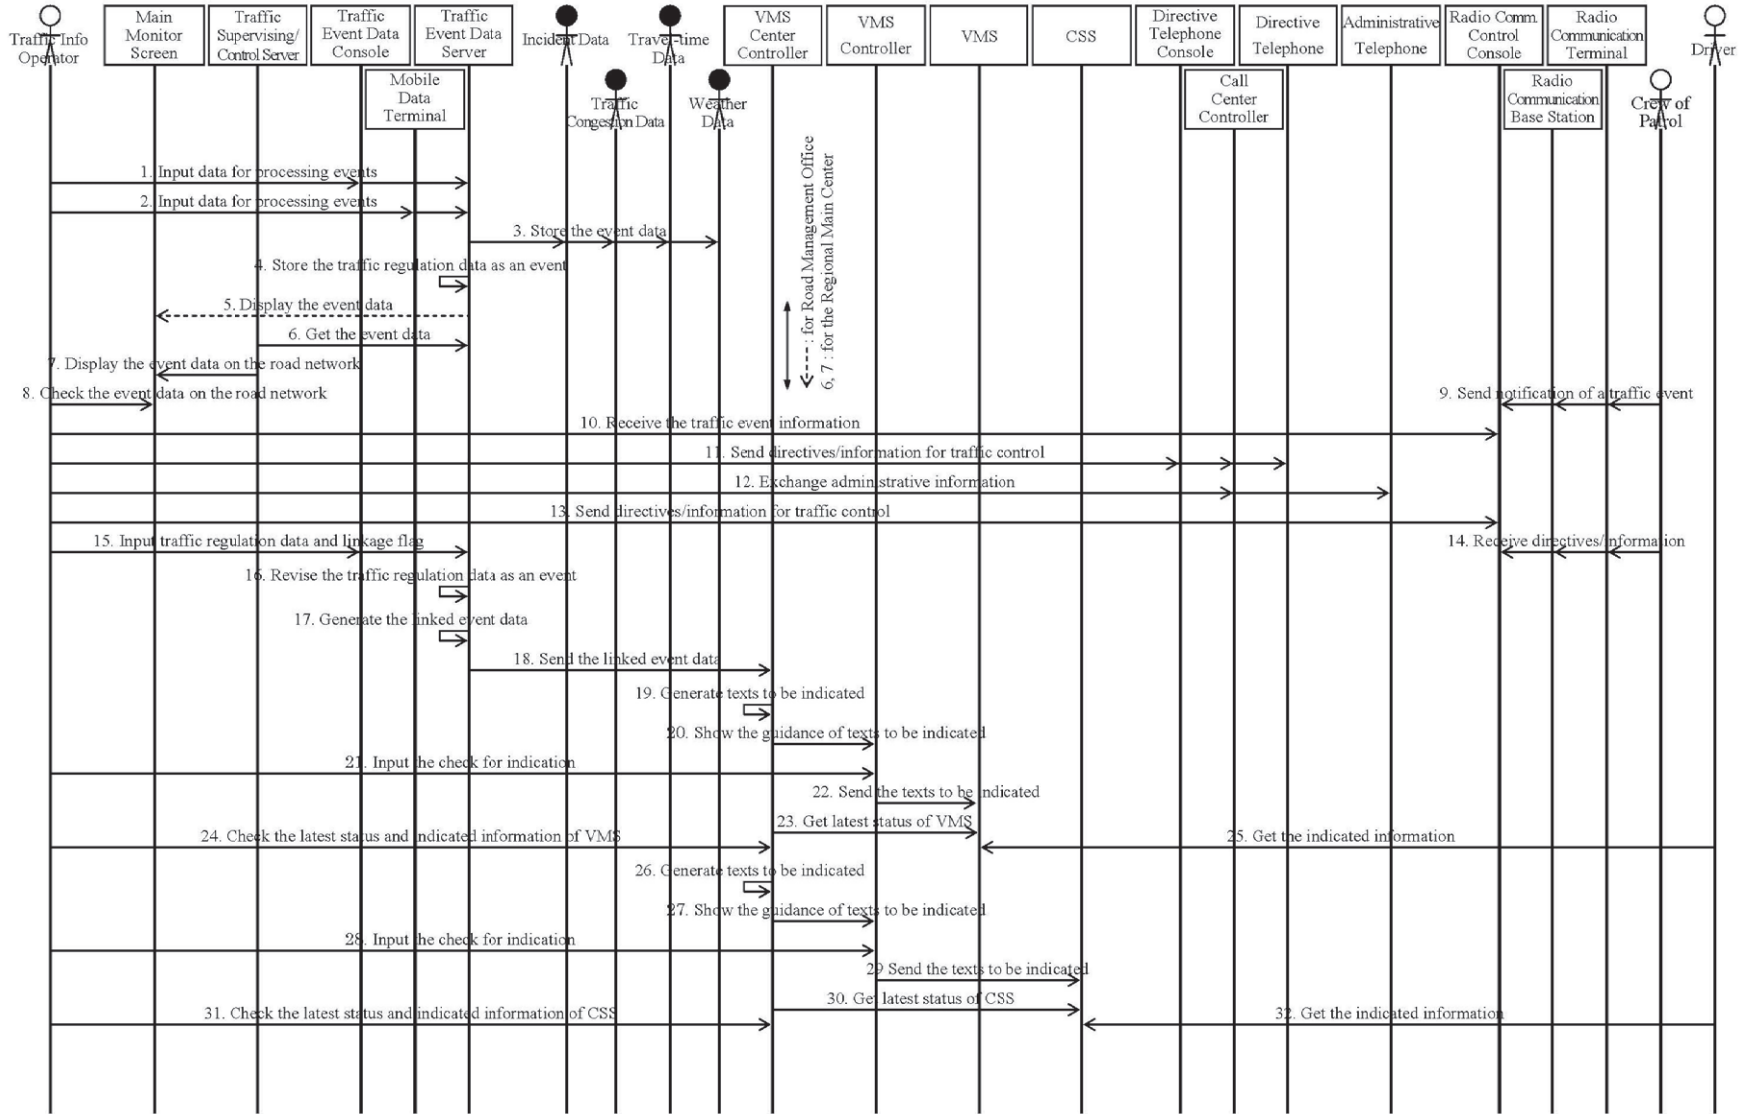 Traffic Info
Operator
Main
Monitor
Screen
Traffic
Supervising/
Control Server
Traffic
Event Data
Console
Traffic
Event Data
Server
Incident Data
Travel-time
Data
VMS
Center
Controller
VMS
Controller
VMS
CSS
Directive
Telephone
Console
Directive
Telephone
Administrative
Telephone
Radio Comm.
Control
Console
Radio
Communication
Terminal
Driver
Mobile
Data
Terminal
Traffic
Congestion Data
Weather
Data
Call
Center
Controller
Radio
Communication
Base Station
Crew of
Patrol
: for Road Management Office
6, 7 : for the Regional Main Center
1. Input data for processing events
2. Input data for processing events
3. Store the event data
4. Store the traffic regulation data as an event
5. Display the event data
6. Get the event data
7. Display the event data on the road network
8. Check the event data on the road network
9. Send notification of a traffic event
10. Receive the traffic event information
11. Send directives/information for traffic control
12. Exchange administrative information
13. Send directives/information for traffic control
15. Input traffic regulation data and linkage flag
14. Receive directives/information
16. Revise the traffic regulation data as an event
17. Generate the linked event data
18. Send the linked event data
19. Generate texts to be indicated
20. Show the guidance of texts to be indicated
21. Input the check for indication
22. Send the texts to be indicated
23. Get latest status of VMS
24. Check the latest status and indicated information of VMS
25. Get the indicated information
26. Generate texts to be indicated
27. Show the guidance of texts to be indicated
28. Input the check for indication
29 Send the texts to be indicated
30. Get latest status of CSS
31. Check the latest status and indicated information of CSS
32. Get the indicated information